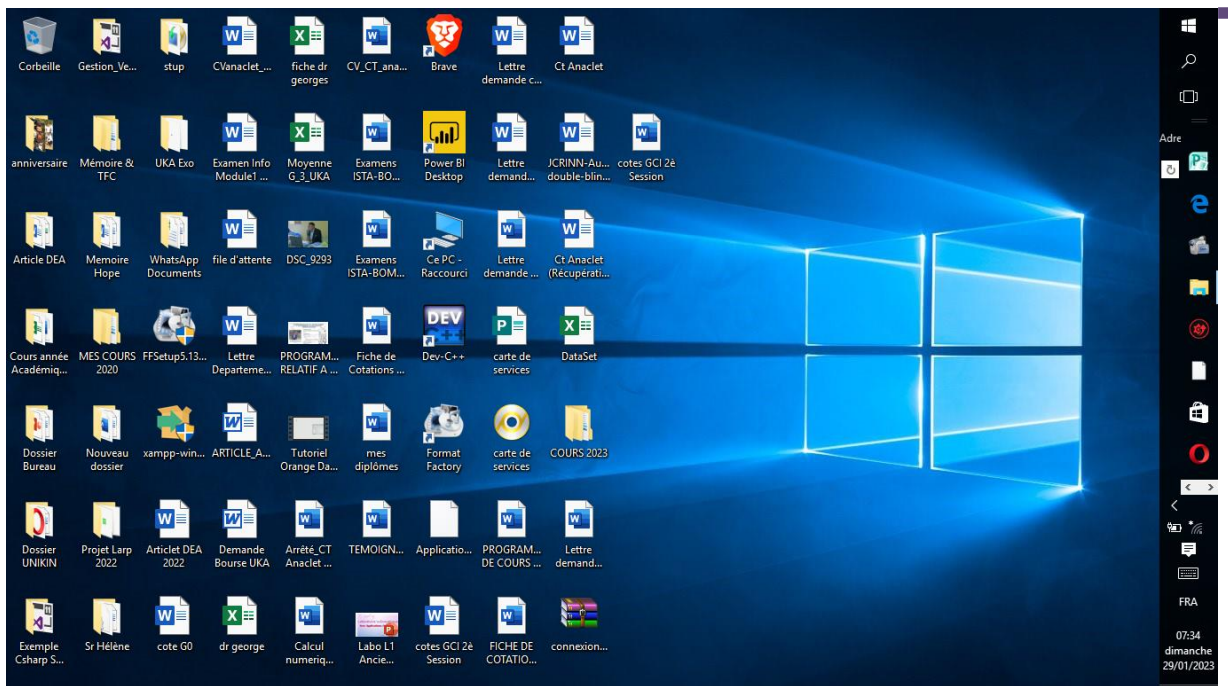 Corbeille
Gestion_Ve...
stup
CVanaclet_...
fiche dr
georges
CV_CT_ana...
Brave
Lettre
demande c...
Ct Anaclet
anniversaire
Mémoire &
TFC
UKA Exo
Examen Info
Module1 ...
Moyenne
G_3_UKA
Examens
ISTA-BO...
Power BI
Desktop
Lettre
demand...
JCRINN-Au...
double-blin...
cotes GCI 2è
Session
Article DEA
Memoire
Hope
WhatsApp
Documents
file d'attente
DSC_9293
Examens
ISTA-BOM...
Ce PC -
Raccourci
Lettre
demande ...
Ct Anaclet
(Récupérati...
Cours année
Académiq...
MES COURS
2020
FFSetup5.13...
Lettre
Departeme...
PROGRAM...
RELATIF A ...
Fiche de
Cotations ...
DEV
C++
Dev-C++
carte de
services
DataSet
Dossier
Bureau
Nouveau
dossier
xampp-win...
ARTICLE_A...
Tutoriel
Orange Da...
mes
diplômes
Format
Factory
carte de
services
COURS 2023
Dossier
UNIKIN
Projet Larp
2022
Articlet DEA
2022
Demande
Bourse UKA
Arrêté_CT
Anaclet ...
TEMOIGN...
Applicatio...
PROGRAM...
DE COURS ...
Lettre
demand...
Exemple
Csharp S...
Sr Hélène
cote G0
dr george
Calcul
numeriq...
Labo L1
Ancie...
cotes GCI 2è
Session
FICHE DE
COTATIO...
connexion...
Adre
FRA
07:34
dimanche
29/01/2023